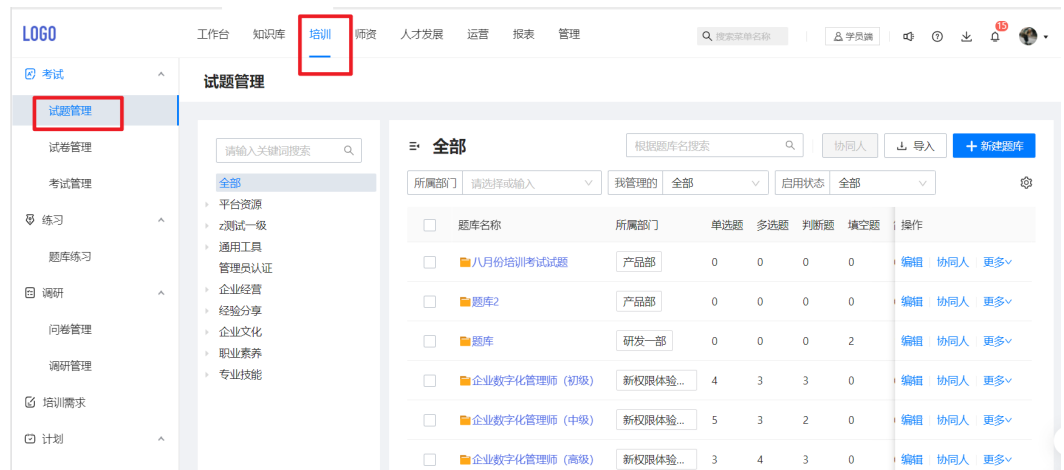 LOGO 工作台 知识库 培训 师资 人才发展 运营 报表 管理 搜索菜单名称 学员端 15
考试
试题管理
试卷管理
考试管理
练习
题库练习
调研
问卷管理
调研管理
培训需求
计划
试题管理
请输入关键词搜索
全部
平台资源
z测试一级
通用工具
管理员认证
企业经营
经验分享
企业文化
职业素养
专业技能
全部 根据题库名搜索 协同人 导入 新建题库
所属部门 请选择或输入 我管理的 全部 启用状态 全部
题库名称 所属部门 单选题 多选题 判断题 填空题 操作
八月份培训考试试题 产品部 0 0 0 0 编辑 协同人 更多
题库2 产品部 0 0 0 0 编辑 协同人 更多
题库 研发一部 0 0 0 2 编辑 协同人 更多
企业数字化管理师（初级） 新权限体验... 4 3 3 0 编辑 协同人 更多
企业数字化管理师（中级） 新权限体验... 5 3 2 0 编辑 协同人 更多
企业数字化管理师（高级） 新权限体验... 3 4 3 0 编辑 协同人 更多